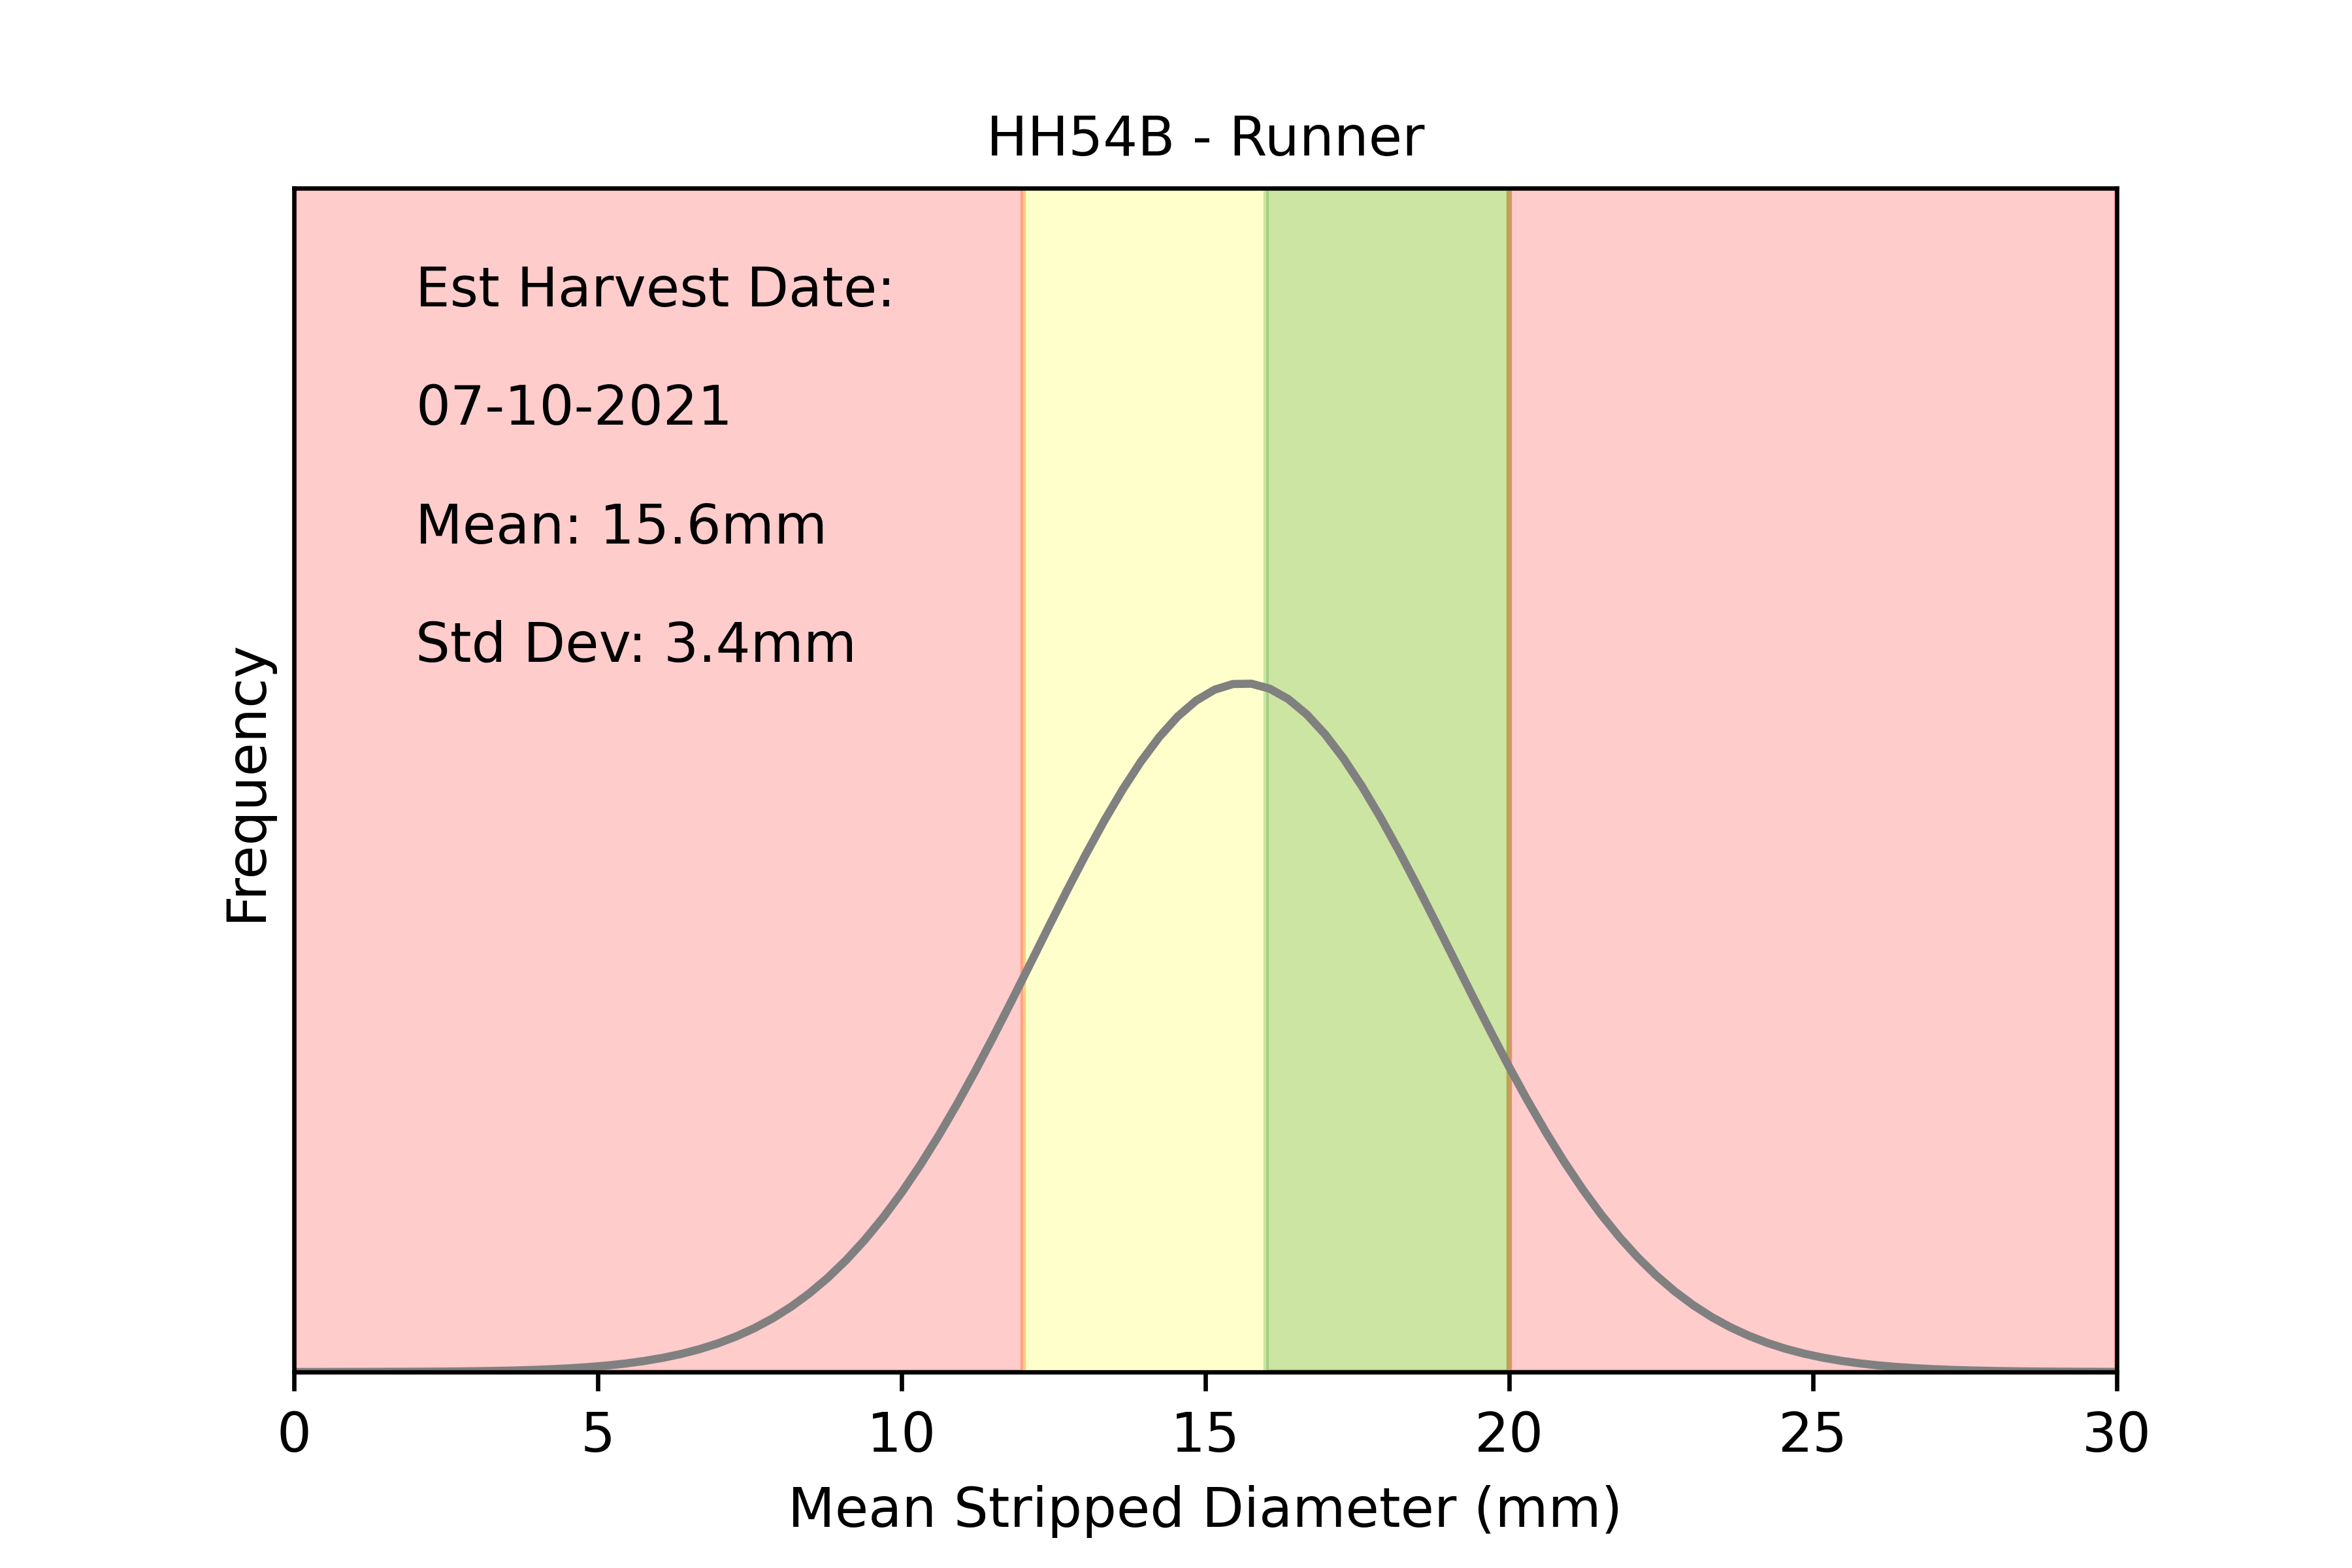 HH54B - Runner
Est Harvest Date:
07-10-2021
Mean: 15.6mm
Std Dev: 3.4mm
Frequency
0 5 10 15 20 25 30
Mean Stripped Diameter (mm)